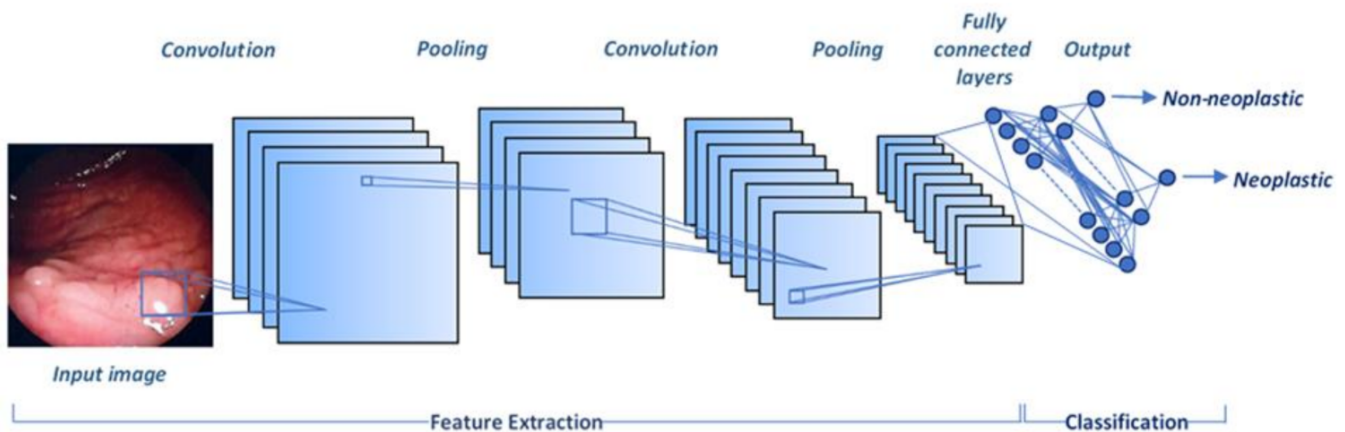 Convolution
Pooling
Convolution
Pooling
Fully
connected
layers
Output
Non-neoplastic
Neoplastic
Input image
Feature Extraction
Classification